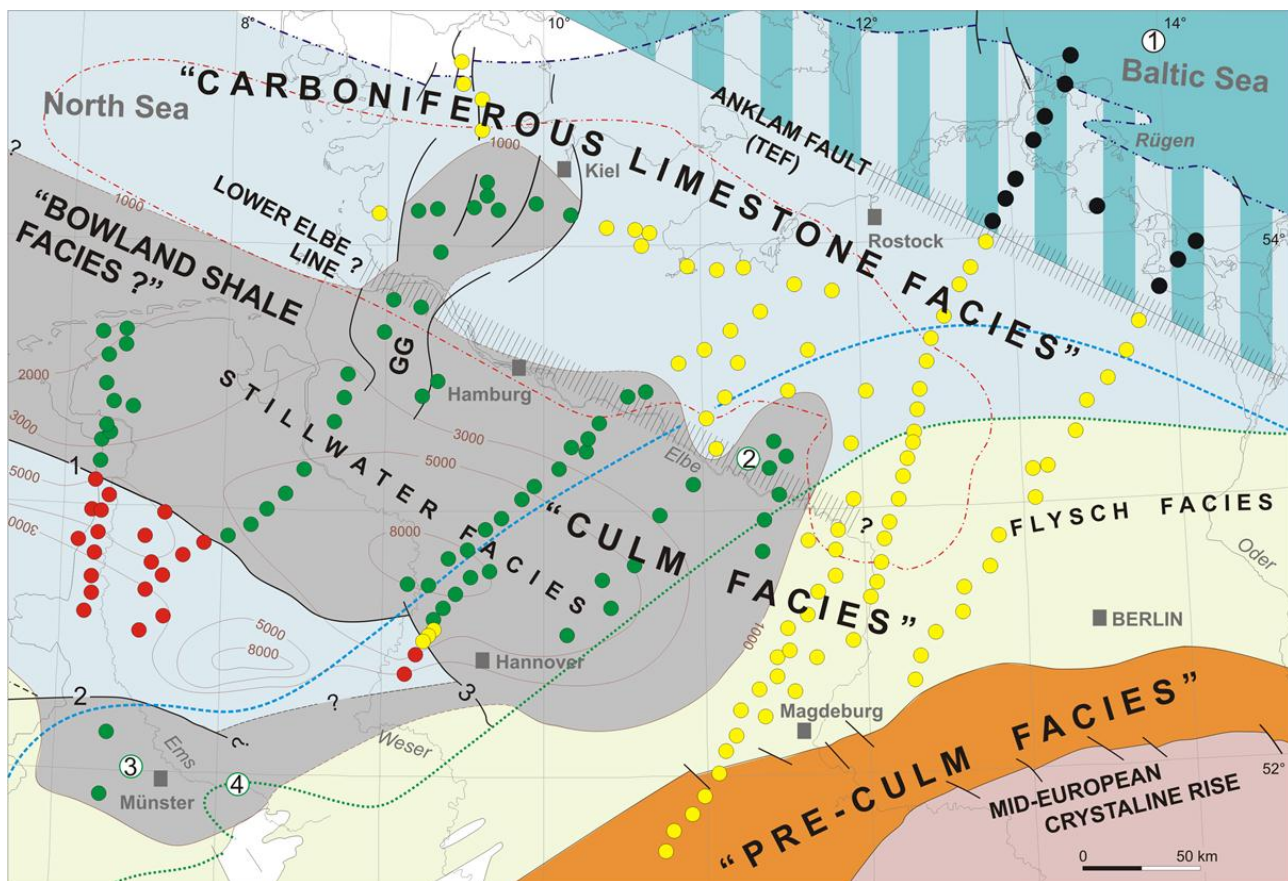 8°
10°
12°
14°
1
Baltic Sea
North Sea
“CARBONIFEROUS LIMESTONE FACIES”
ANKLAM FAULT
(TEF)
Rügen
?
1000
Kiel
1000
LOWER ELBE ?
LINE
“BOWLAND SHALE
FACIES ?”
Rostock
54°
GG
Hamburg
2000
3000
3000
STILLWATER FACIES
5000
Elbe
2
1
5000
3000
8000
“CULM FACIES”
?
FLYSCH FACIES
Oder
5000
8000
1000
BERLIN
Hannover
2
?
3
?
Weser
Magdeburg
Ems
3
4
Münster
“PRE-CULM FACIES”
52°
MID-EUROPEAN
CRYSTALINE RISE
0 50 km